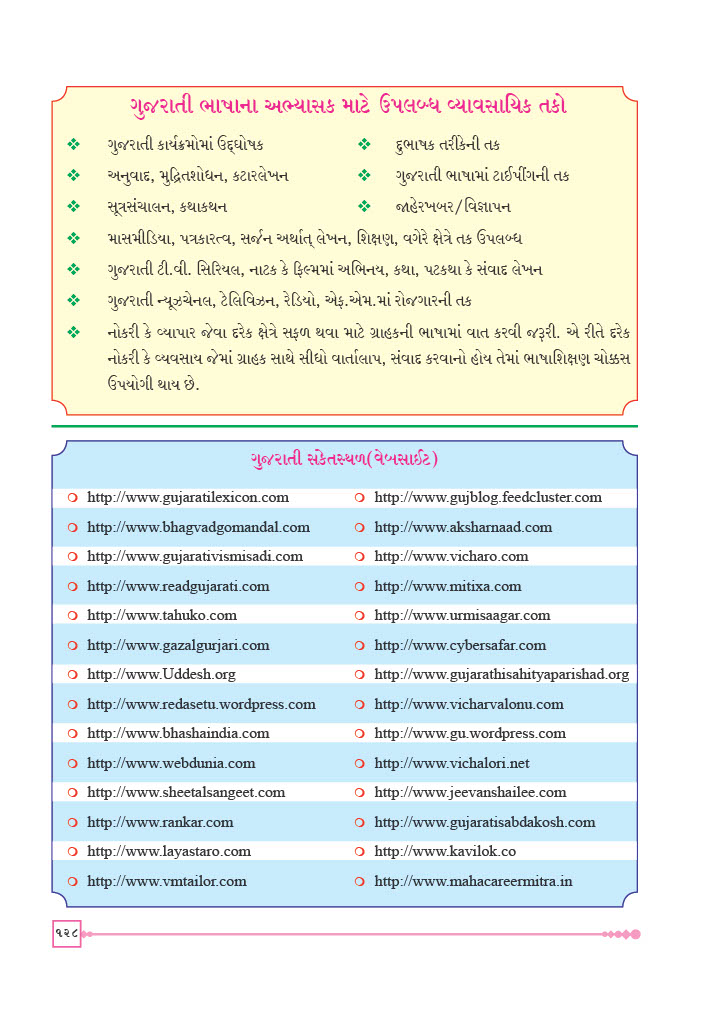 ગુજરાતી ભાષાના અભ્યાસક માટે ઉપલબ્ધ વ્યાવસાયિક તકો
❖ ગુજરાતી કાર્યક્રમોમાં ઉદ્ઘોષક ❖ દુભાષક તરીકેની તક
❖ અનુવાદ, મુદ્રિતશોધન, કટારલેખન ❖ ગુજરાતી ભાષામાં ટાઈપીંગની તક
❖ સૂત્રસંચાલન, કથાકથન ❖ જાહેરખબર/વિજ્ઞાપન
❖ માસમીડિયા, પત્રકારત્વ, સર્જન અર્થાત્ લેખન, શિક્ષણ, વગેરે ક્ષેત્રે તક ઉપલબ્ધ
❖ ગુજરાતી ટી.વી. સિરિયલ, નાટક કે ફિલ્મમાં અભિનય, કથા, પટકથા કે સંવાદ લેખન
❖ ગુજરાતી ન્યૂઝચેનલ, ટેલિવિઝન, રેડિયો, એફ.એમ.માં રોજગારની તક
❖ નોકરી કે વ્યાપાર જેવા દરેક ક્ષેત્રે સફળ થવા માટે ગ્રાહકની ભાષામાં વાત કરવી જરૂરી. એ રીતે દરેક
નોકરી કે વ્યવસાય જેમાં ગ્રાહક સાથે સીધો વાર્તાલાપ, સંવાદ કરવાનો હોય તેમાં ભાષાશિક્ષણ ચોક્કસ
ઉપયોગી થાય છે.
ગુજરાતી સંકેતસ્થળ(વેબસાઈટ)
http://www.gujaratilexicon.com http://www.gujblog.feedcluster.com
http://www.bhagvadgomandal.com http://www.aksharnaad.com
http://www.gujarativismisadi.com http://www.vicharo.com
http://www.readgujarati.com http://www.mitixa.com
http://www.tahuko.com http://www.urmisaagar.com
http://www.gazalgurjari.com http://www.cybersafar.com
http://www.Uddesh.org http://www.gujarathisahityaparishad.org
http://www.redasetu.wordpress.com http://www.vicharvalonu.com
http://www.bhashaindia.com http://www.gu.wordpress.com
http://www.webdunia.com http://www.vichalori.net
http://www.sheetalsangeet.com http://www.jeevanshailee.com
http://www.rankar.com http://www.gujaratisabdakosh.com
http://www.layastaro.com http://www.kavilok.co
http://www.vmtailor.com http://www.mahacareermitra.in
૧૨૮